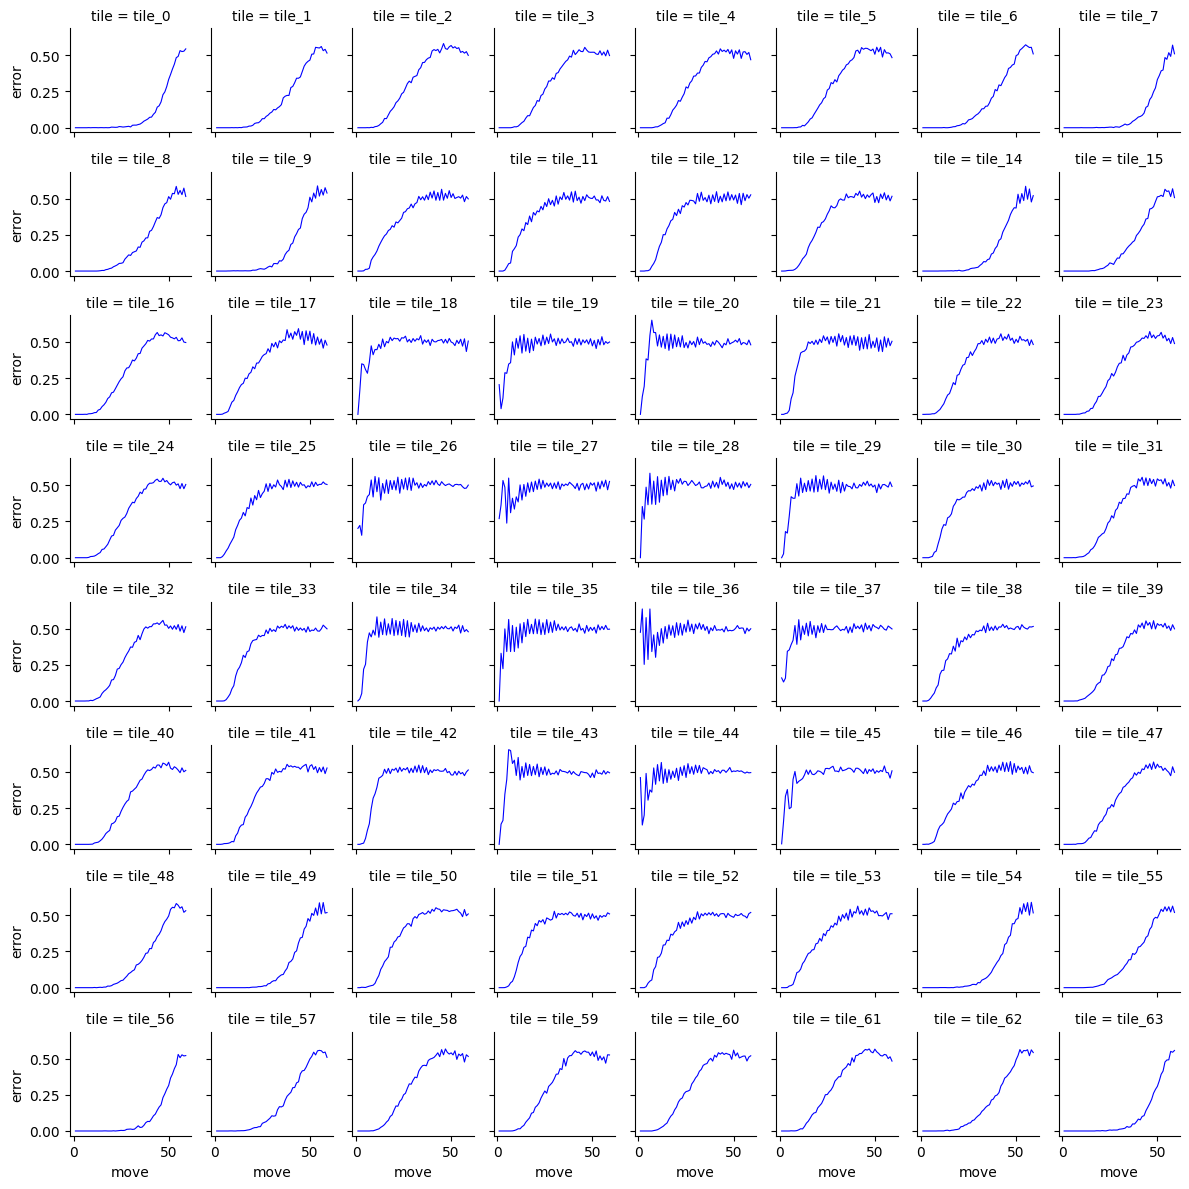 tile = tile_0 tile = tile_1 tile = tile_2 tile = tile_3 tile = tile_4 tile = tile_5 tile = tile_6 tile = tile_7
error
0.50
0.25
0.00
tile = tile_8 tile = tile_9 tile = tile_10 tile = tile_11 tile = tile_12 tile = tile_13 tile = tile_14 tile = tile_15
error
0.50
0.25
0.00
tile = tile_16 tile = tile_17 tile = tile_18 tile = tile_19 tile = tile_20 tile = tile_21 tile = tile_22 tile = tile_23
error
0.50
0.25
0.00
tile = tile_24 tile = tile_25 tile = tile_26 tile = tile_27 tile = tile_28 tile = tile_29 tile = tile_30 tile = tile_31
error
0.50
0.25
0.00
tile = tile_32 tile = tile_33 tile = tile_34 tile = tile_35 tile = tile_36 tile = tile_37 tile = tile_38 tile = tile_39
error
0.50
0.25
0.00
tile = tile_40 tile = tile_41 tile = tile_42 tile = tile_43 tile = tile_44 tile = tile_45 tile = tile_46 tile = tile_47
error
0.50
0.25
0.00
tile = tile_48 tile = tile_49 tile = tile_50 tile = tile_51 tile = tile_52 tile = tile_53 tile = tile_54 tile = tile_55
error
0.50
0.25
0.00
tile = tile_56 tile = tile_57 tile = tile_58 tile = tile_59 tile = tile_60 tile = tile_61 tile = tile_62 tile = tile_63
error
0.50
0.25
0.00
0 50 0 50 0 50 0 50 0 50 0 50 0 50 0 50
move move move move move move move move